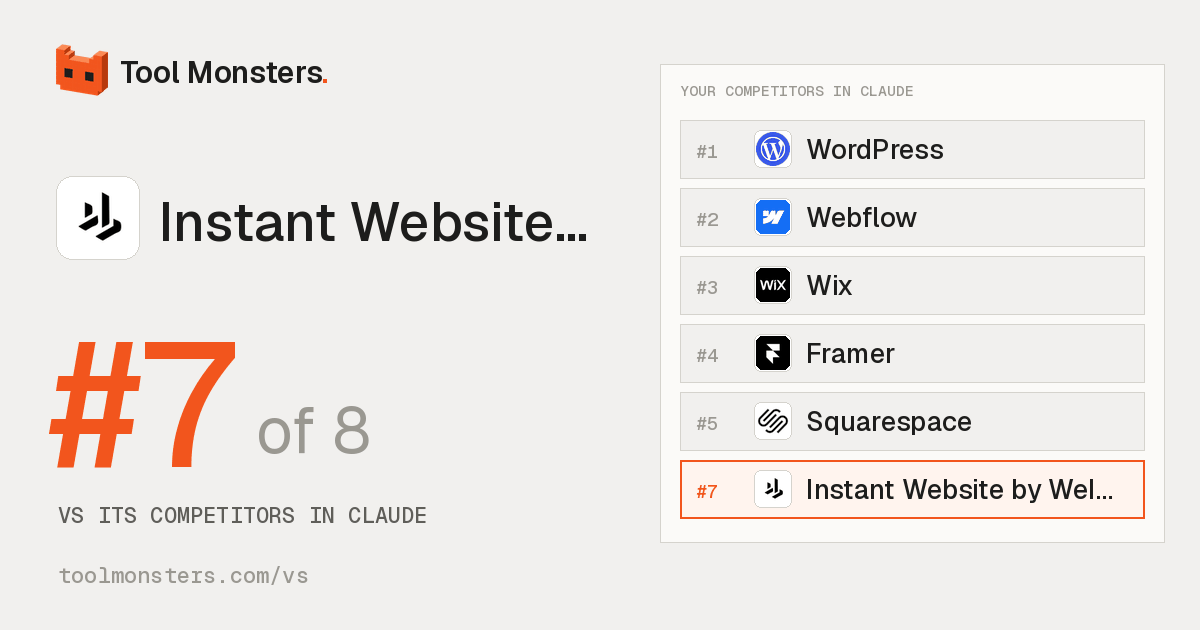 Tool Monsters.
Instant Website...
#7 of 8
VS ITS COMPETITORS IN CLAUDE
toolmonsters.com/vs
YOUR COMPETITORS IN CLAUDE
#1 WordPress
#2 Webflow
#3 WiX Wix
#4 Framer
#5 Squarespace
#7 Instant Website by Wel...